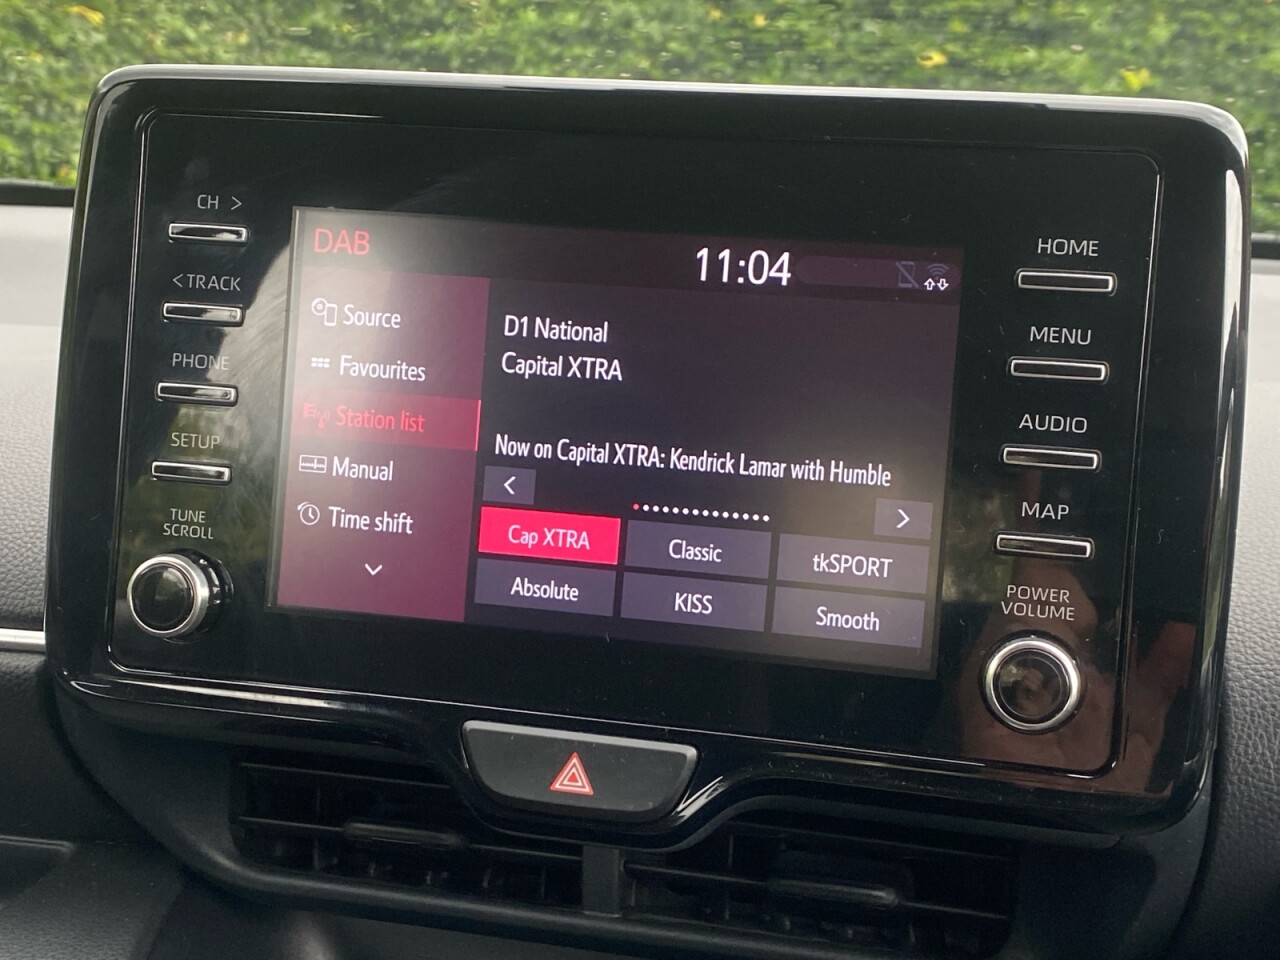 CH >
< TRACK
PHONE
SETUP
TUNE
SCROLL
DAB
11:04
Source
Favourites
Station list
Manual
Time shift
D1 National
Capital XTRA
Now on Capital XTRA: Kendrick Lamar with Humble
<
>
Cap XTRA
Classic
tkSPORT
Absolute
KISS
Smooth
HOME
MENU
AUDIO
MAP
POWER
VOLUME